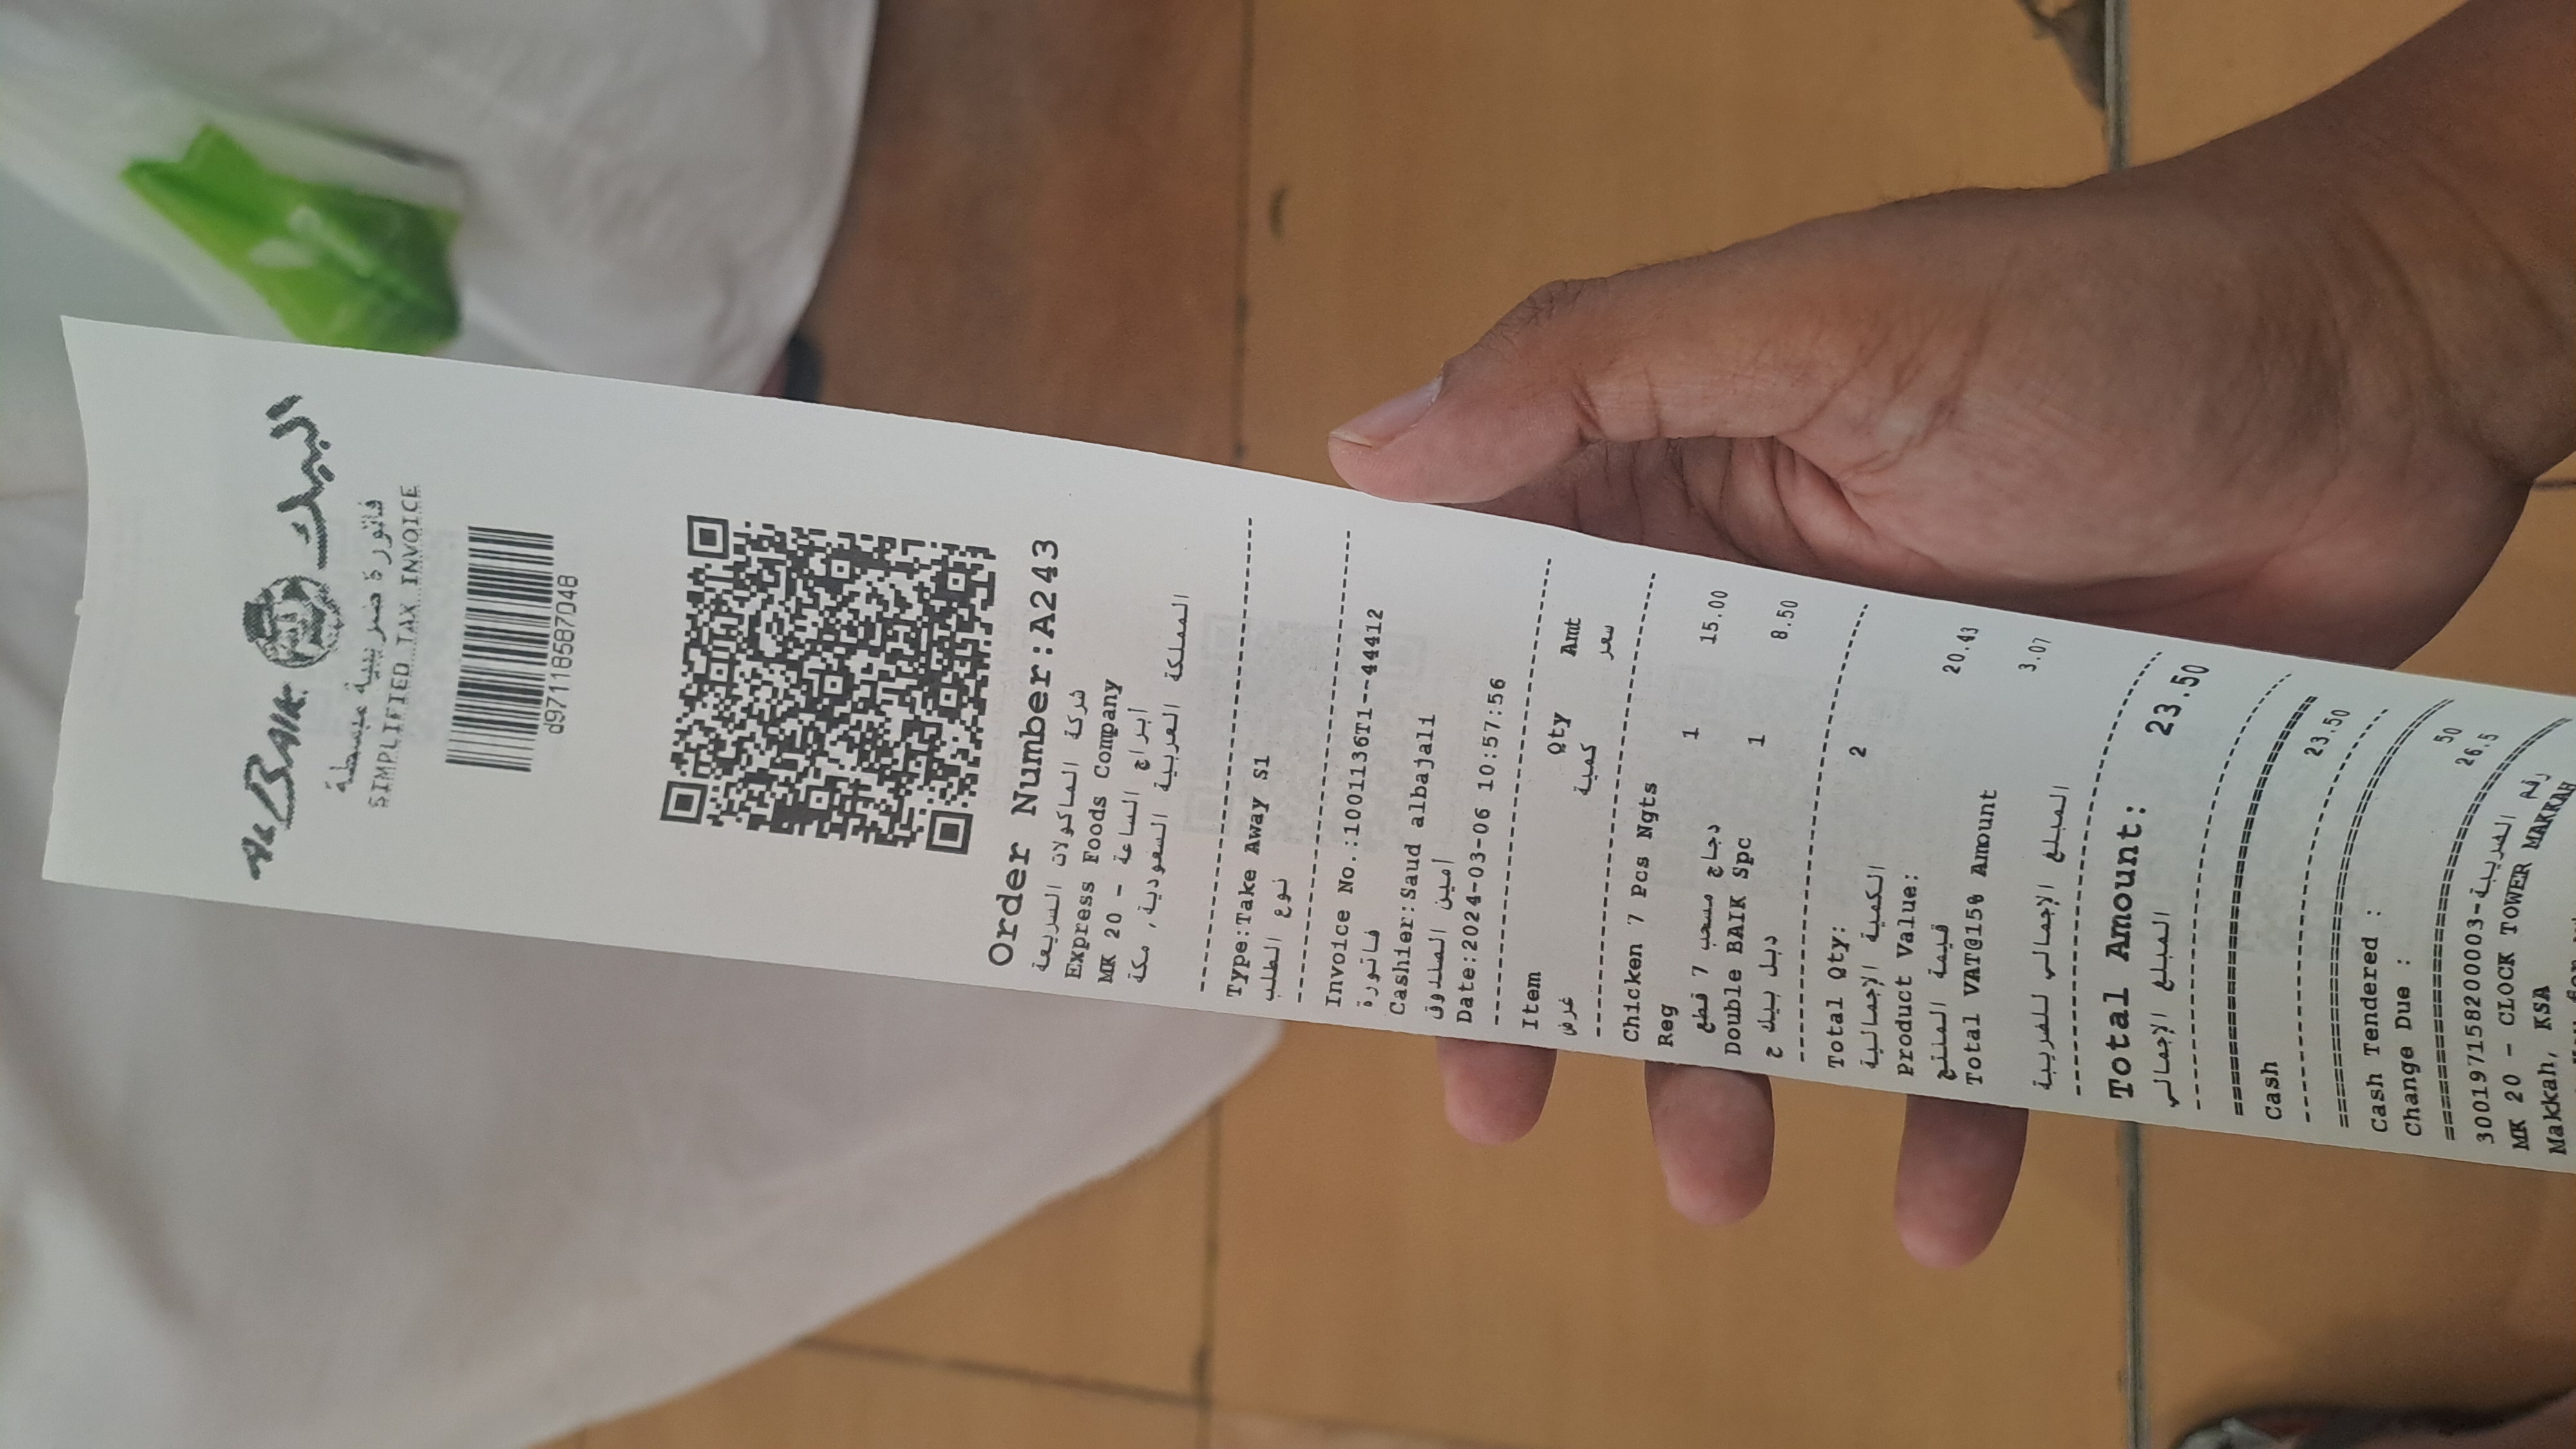 ALBAIK البيك
فاتورة ضريبية مبسطة
SIMPLIFIED TAX INVOICE
d97118587048
Order Number:A243
شركة الماكولات السريعة
Express Foods Company
MK 20 - أبراج الساعة
المملكة العربية السعودية, مكة
Type:Take Away S1
نوع الطلب
Invoice No.:1001136T1--44412
فاتورة
Cashier:Saud albajali
أمين الصندوق
Date:2024-03-06 10:57:56
Item Qty Amt
غرض كمية سعر
Chicken 7 Pcs Ngts
Reg 1 15.00
دجاج مسحب 7 قطع
Double BAIK Spc 1 8.50
دبل بيك ح
Total Qty: 2
الكمية الإجمالية
Product Value: 20.43
قيمة المنتج
Total VAT@15% Amount 3.07
المبلغ الإجمالي للضريبة
Total Amount: 23.50
المبلغ الإجمالي
Cash 23.50
Cash Tendered : 50
Change Due : 26.5
300197158200003-رقم الضريبة
MK 20 - CLOCK TOWER MAKKAH
Makkah, KSA